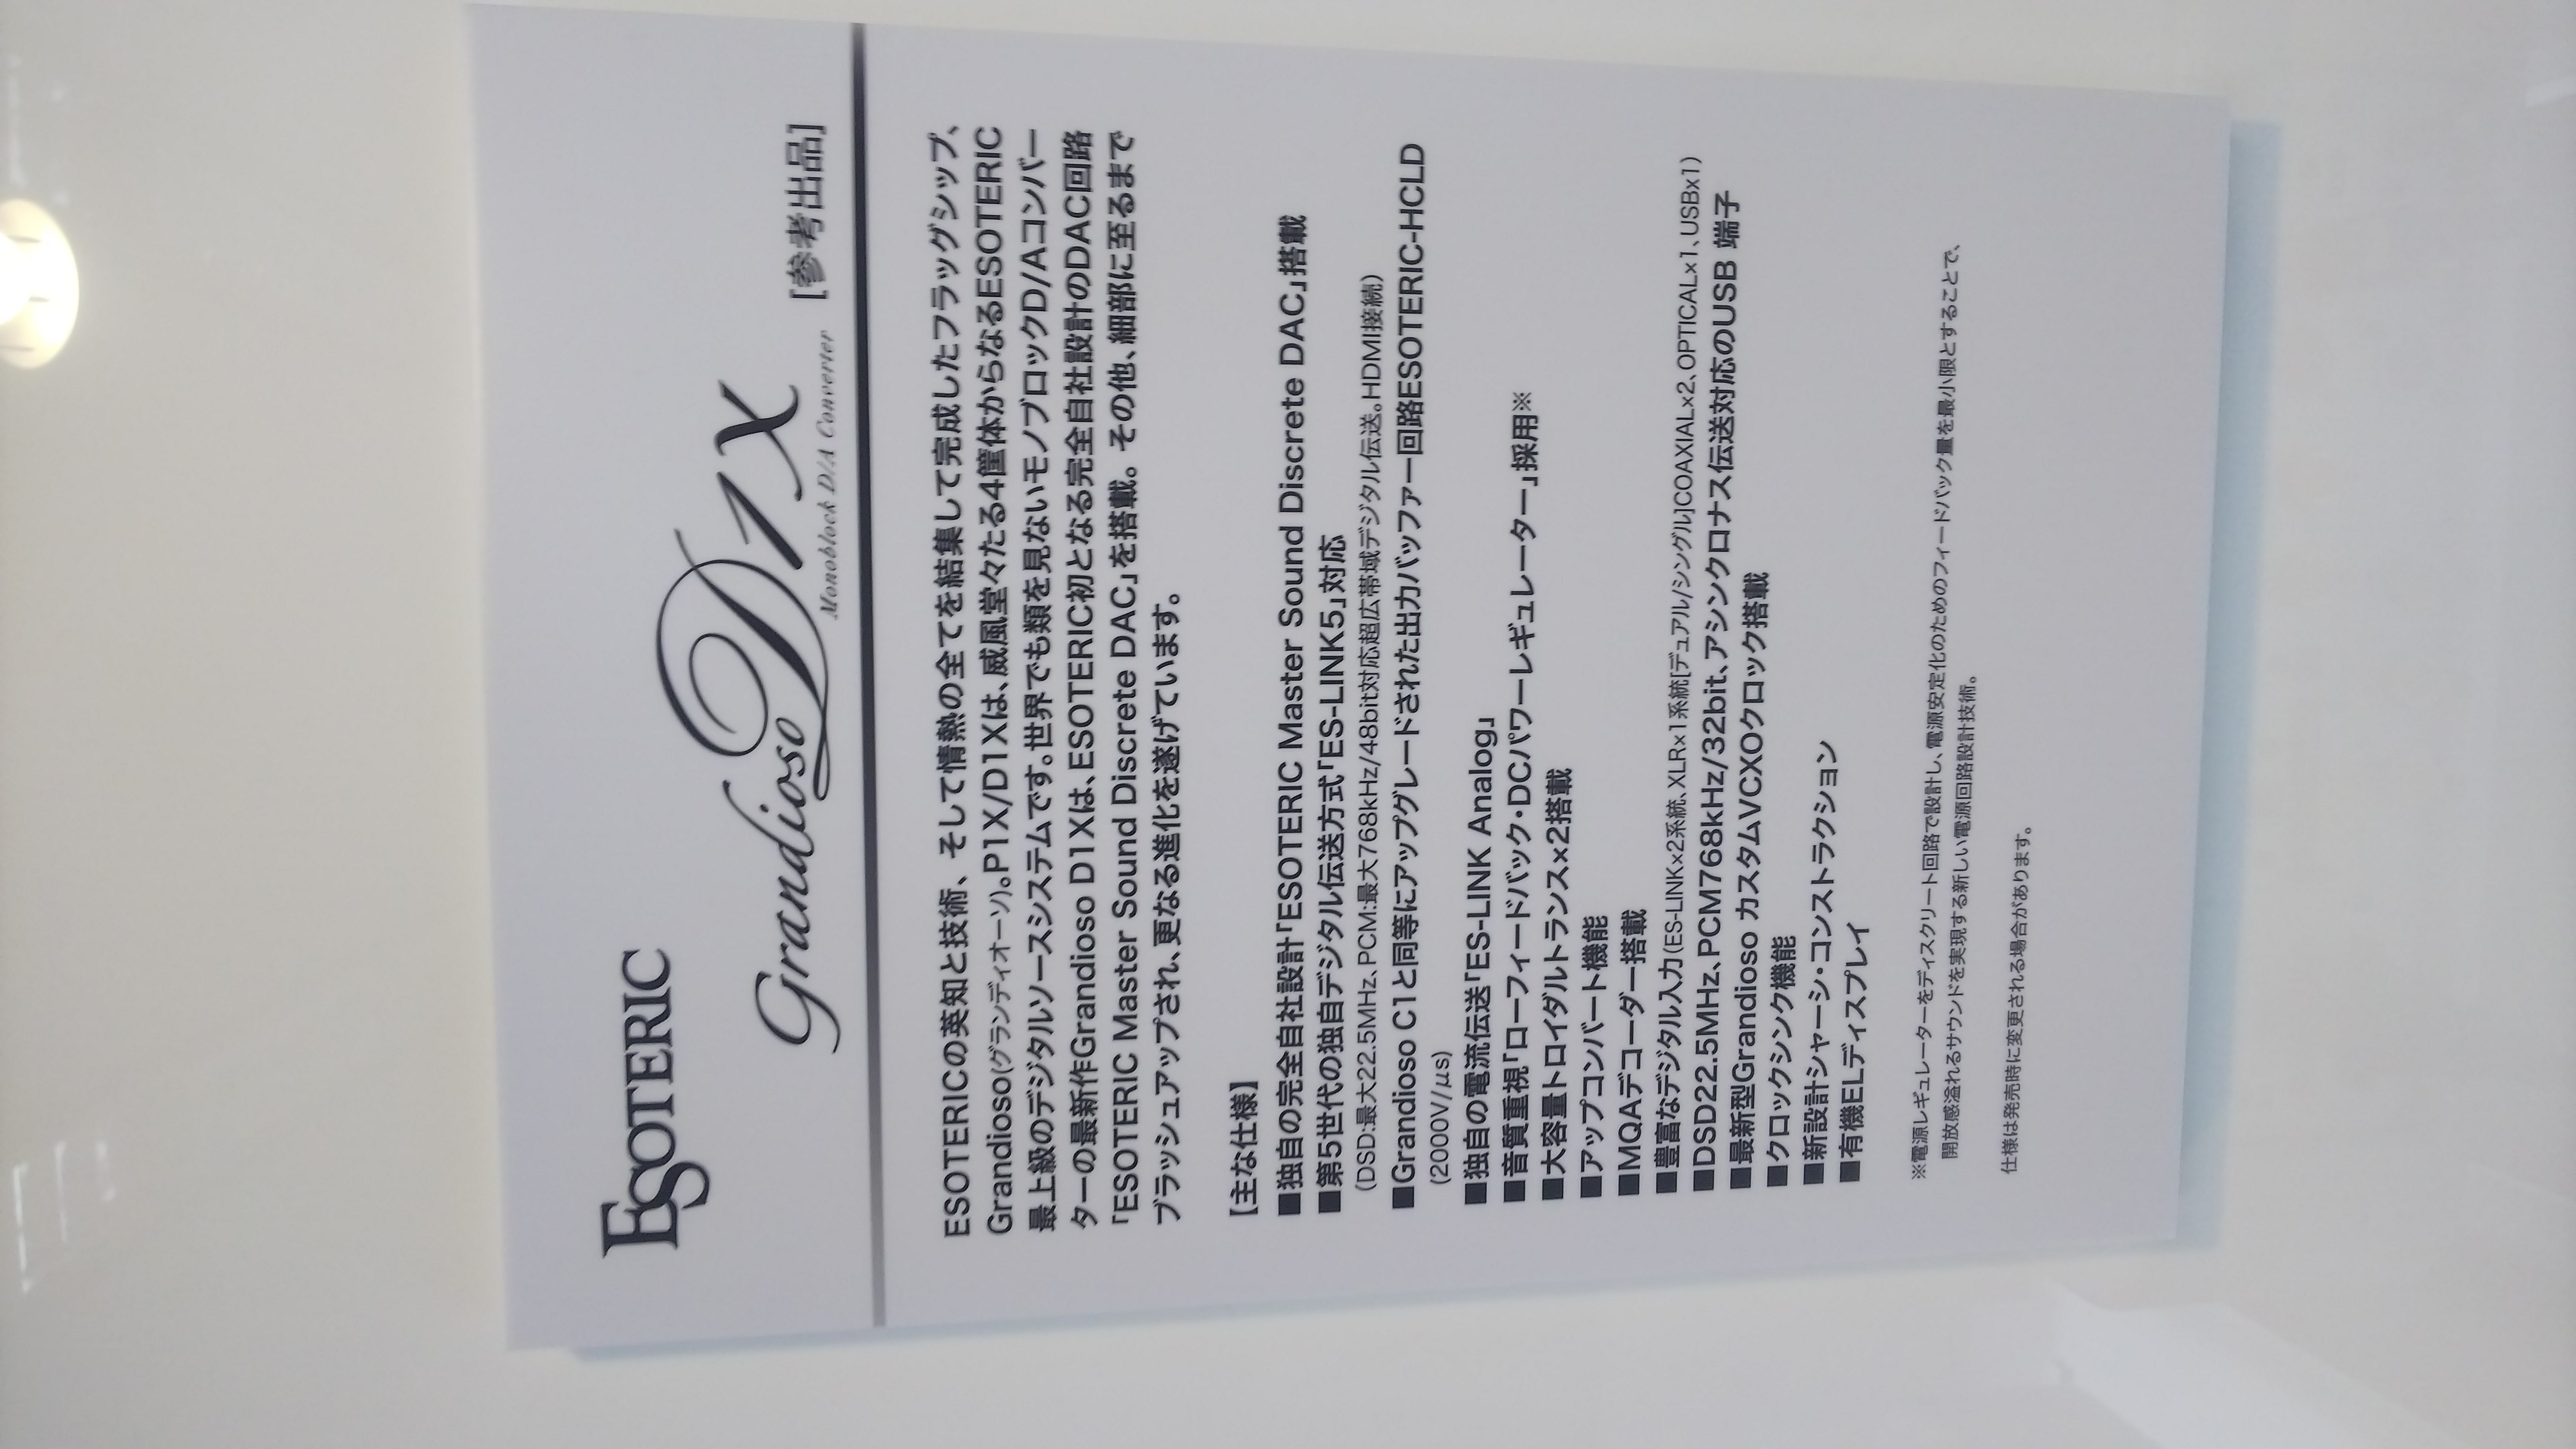 ESOTERIC
Grandioso D1X
Monoblock D/A Converter [参考出品]
ESOTERICの英知と技術、そして情熱の全てを結集して完成したフラッグシップ、
Grandioso(グランディオーソ)。P1X/D1Xは、威風堂々たる4筐体からなるESOTERIC
最上級のデジタルソースシステムです。世界でも類を見ないモノブロックD/Aコンバー
ターの最新作Grandioso D1Xは、ESOTERIC初となる完全自社設計のDAC回路
「ESOTERIC Master Sound Discrete DAC」を搭載。その他、細部に至るまで
ブラッシュアップされ、更なる進化を遂げています。
【主な仕様】
■独自の完全自社設計「ESOTERIC Master Sound Discrete DAC」搭載
■第5世代の独自デジタル伝送方式「ES-LINK5」対応
(DSD:最大22.5MHz、PCM:最大768kHz/48bit対応超広帯域デジタル伝送。HDMI接続)
■Grandioso C1と同等にアップグレードされた出力バッファー回路ESOTERIC-HCLD
(2000V/μs)
■独自の電流伝送「ES-LINK Analog」
■音質重視「ローフィードバック・DCパワーレギュレーター」採用※
■大容量トロイダルトランス×2搭載
■アップコンバート機能
■MQAデコーダー搭載
■豊富なデジタル入力(ES-LINK×2系統、XLR×1系統[デュアル/シングル]COAXIAL×2、OPTICAL×1、USBx1)
■DSD22.5MHz、PCM768kHz/32bit、アシンクロナス伝送対応のUSB 端子
■最新型Grandioso カスタムVCXOクロック搭載
■クロックシンク機能
■新設計シャーシ・コンストラクション
■有機ELディスプレイ
※電源レギュレーターをディスクリート回路で設計し、電源安定化のためのフィードバック量を最小限とすることで、
開放感溢れるサウンドを実現する新しい電源回路設計技術。
仕様は発売時に変更される場合があります。